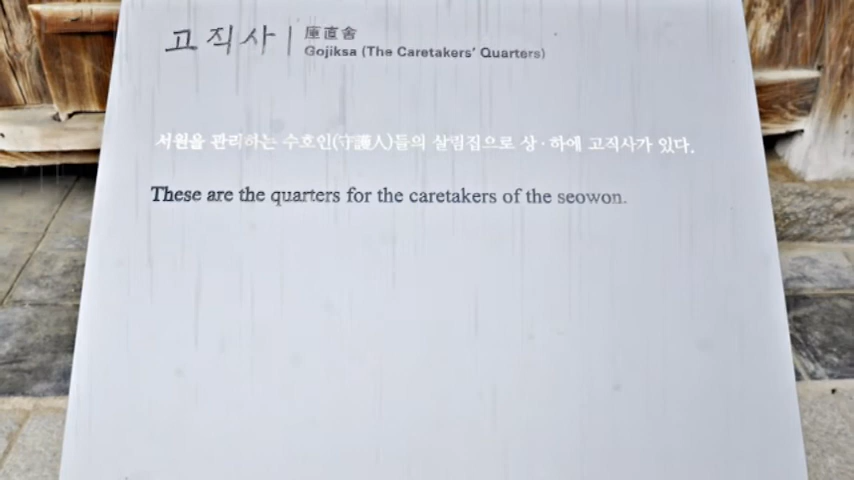 고직사 | 庫直舍
Gojiksa (The Caretakers' Quarters)
서원을 관리하는 수호인(守護人)들의 살림집으로 상·하에 고직사가 있다.
These are the quarters for the caretakers of the seowon.